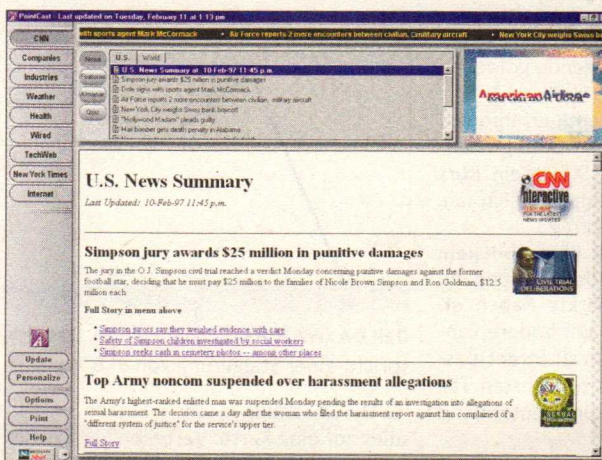 PointCast - Last updated on Tuesday, February 11 at 1:13 pm
with sports agent Mark McCormack • Air Force reports 2 more encounters between civilian, military aircraft • New York City weighs Swiss b
CNN
Companies
Industries
Weather
Health
Wired
TechWeb
New York Times
Internet
News
Features
Almanac
Quiz
U.S. World
U.S. News Summary at 10-Feb-97 11:45 p.m.
Simpson jury awards $25 million in punitive damages
Dole signs with sports agent Mark McCormack
Air Force reports 2 more encounters between civilian, military aircraft
New York City weighs Swiss bank boycott
"Hollywood Madam" pleads guilty
Mail bomber gets death penalty in Alabama
American Airlines
U.S. News Summary
Last Updated: 10-Feb-97 11:45 p.m.
CNN
Interactive
FOR THE LATEST
NEWS UPDATES
Simpson jury awards $25 million in punitive damages
The jury in the O.J. Simpson civil trial reached a verdict Monday concerning punitive damages against the former
football star, deciding that he must pay $25 million to the families of Nicole Brown Simpson and Ron Goldman, $12.5
million each
CIVIL TRIAL
DELIBERATIONS
Full Story in menu above
• Simpson jurors say they weighed evidence with care
• Safety of Simpson children investigated by social workers
• Simpson seeks cash in cemetery photos -- among other places
Top Army noncom suspended over harassment allegations
The Army's highest-ranked enlisted man was suspended Monday pending the results of an investigation into allegations of
sexual harassment. The decision came a day after the woman who filed the harassment report against him complained of a
"different system of justice" for the service's upper tier.
Full Story
Update
Personalize
Options
Print
Help